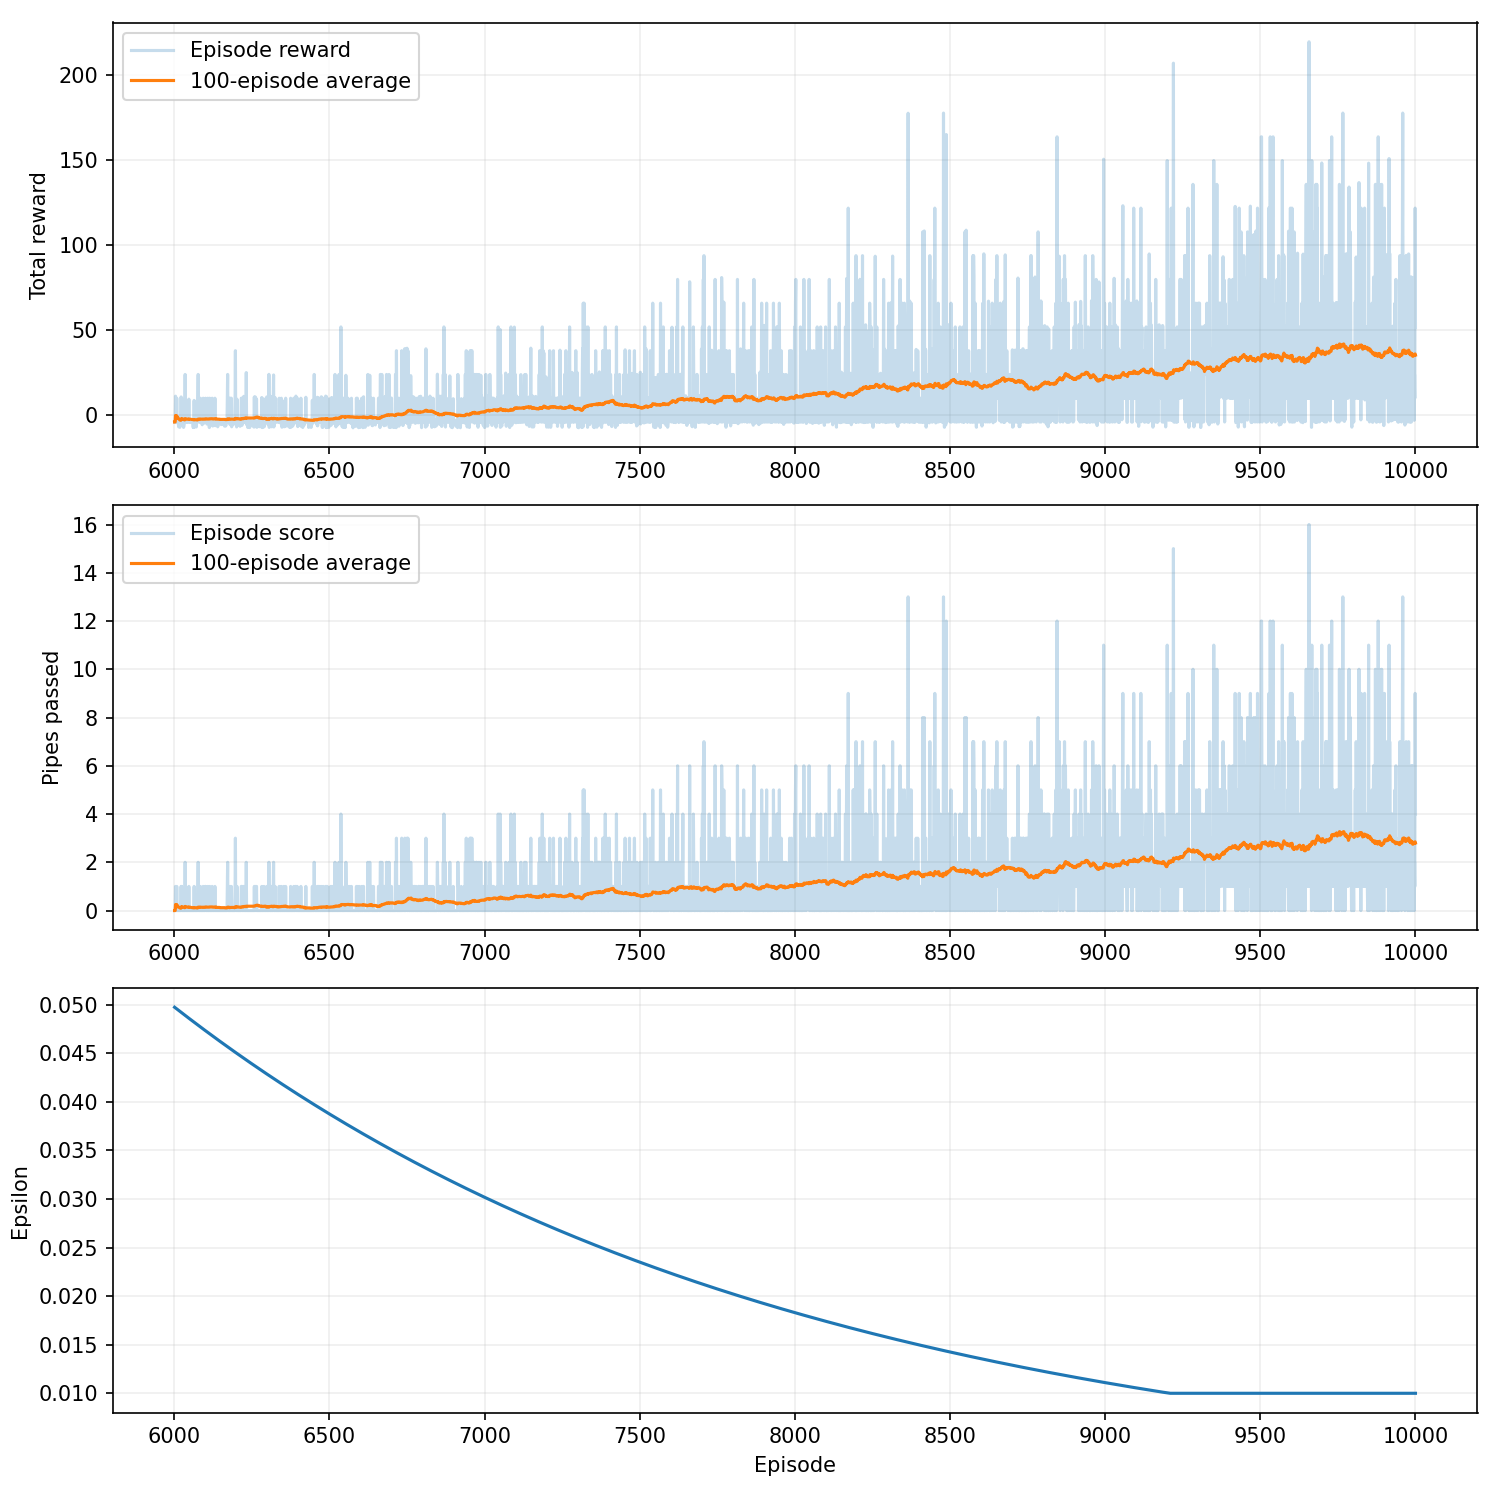 Episode reward
100-episode average
Total reward
200
150
100
50
0
6000 6500 7000 7500 8000 8500 9000 9500 10000
Episode score
100-episode average
Pipes passed
16
14
12
10
8
6
4
2
0
6000 6500 7000 7500 8000 8500 9000 9500 10000
Epsilon
0.050
0.045
0.040
0.035
0.030
0.025
0.020
0.015
0.010
6000 6500 7000 7500 8000 8500 9000 9500 10000
Episode